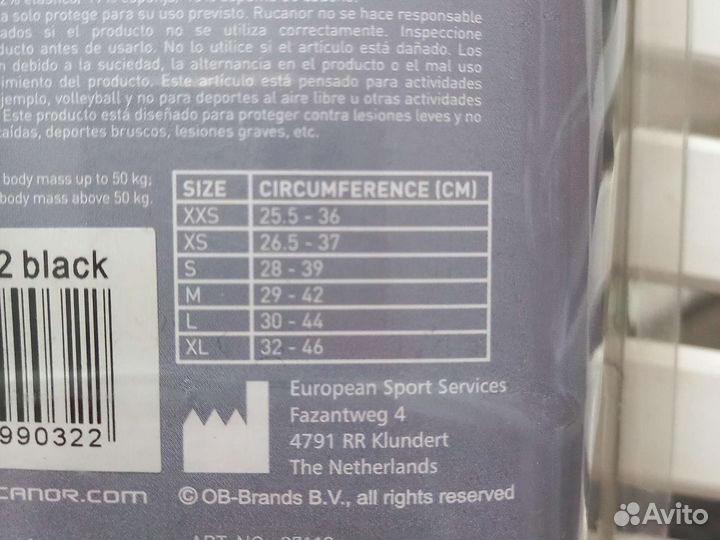 a solo protege para su uso previsto. Rucanor no se hace responsable
ados si el producto no se utiliza correctamente. Inspeccione
ducto antes de usarlo. No lo utilice si el artículo está dañado. Los
n debido a la suciedad, la alternancia en el producto o el mal uso
imiento del producto. Este artículo está pensado para actividades
ejemplo, volleyball y no para deportes al aire libre u otras actividades
Este producto está diseñado para proteger contra lesiones leves y no
caídas, deportes bruscos, lesiones graves, etc.
body mass up to 50 kg;
body mass above 50 kg.
SIZE CIRCUMFERENCE (CM)
XXS 25.5 - 36
XS 26.5 - 37
S 28 - 39
M 29 - 42
L 30 - 44
XL 32 - 46
2 black
990322
European Sport Services
Fazantweg 4
4791 RR Klundert
The Netherlands
CANOR.COM
© OB-Brands B.V., all rights reserved
ART.NO.
Avito